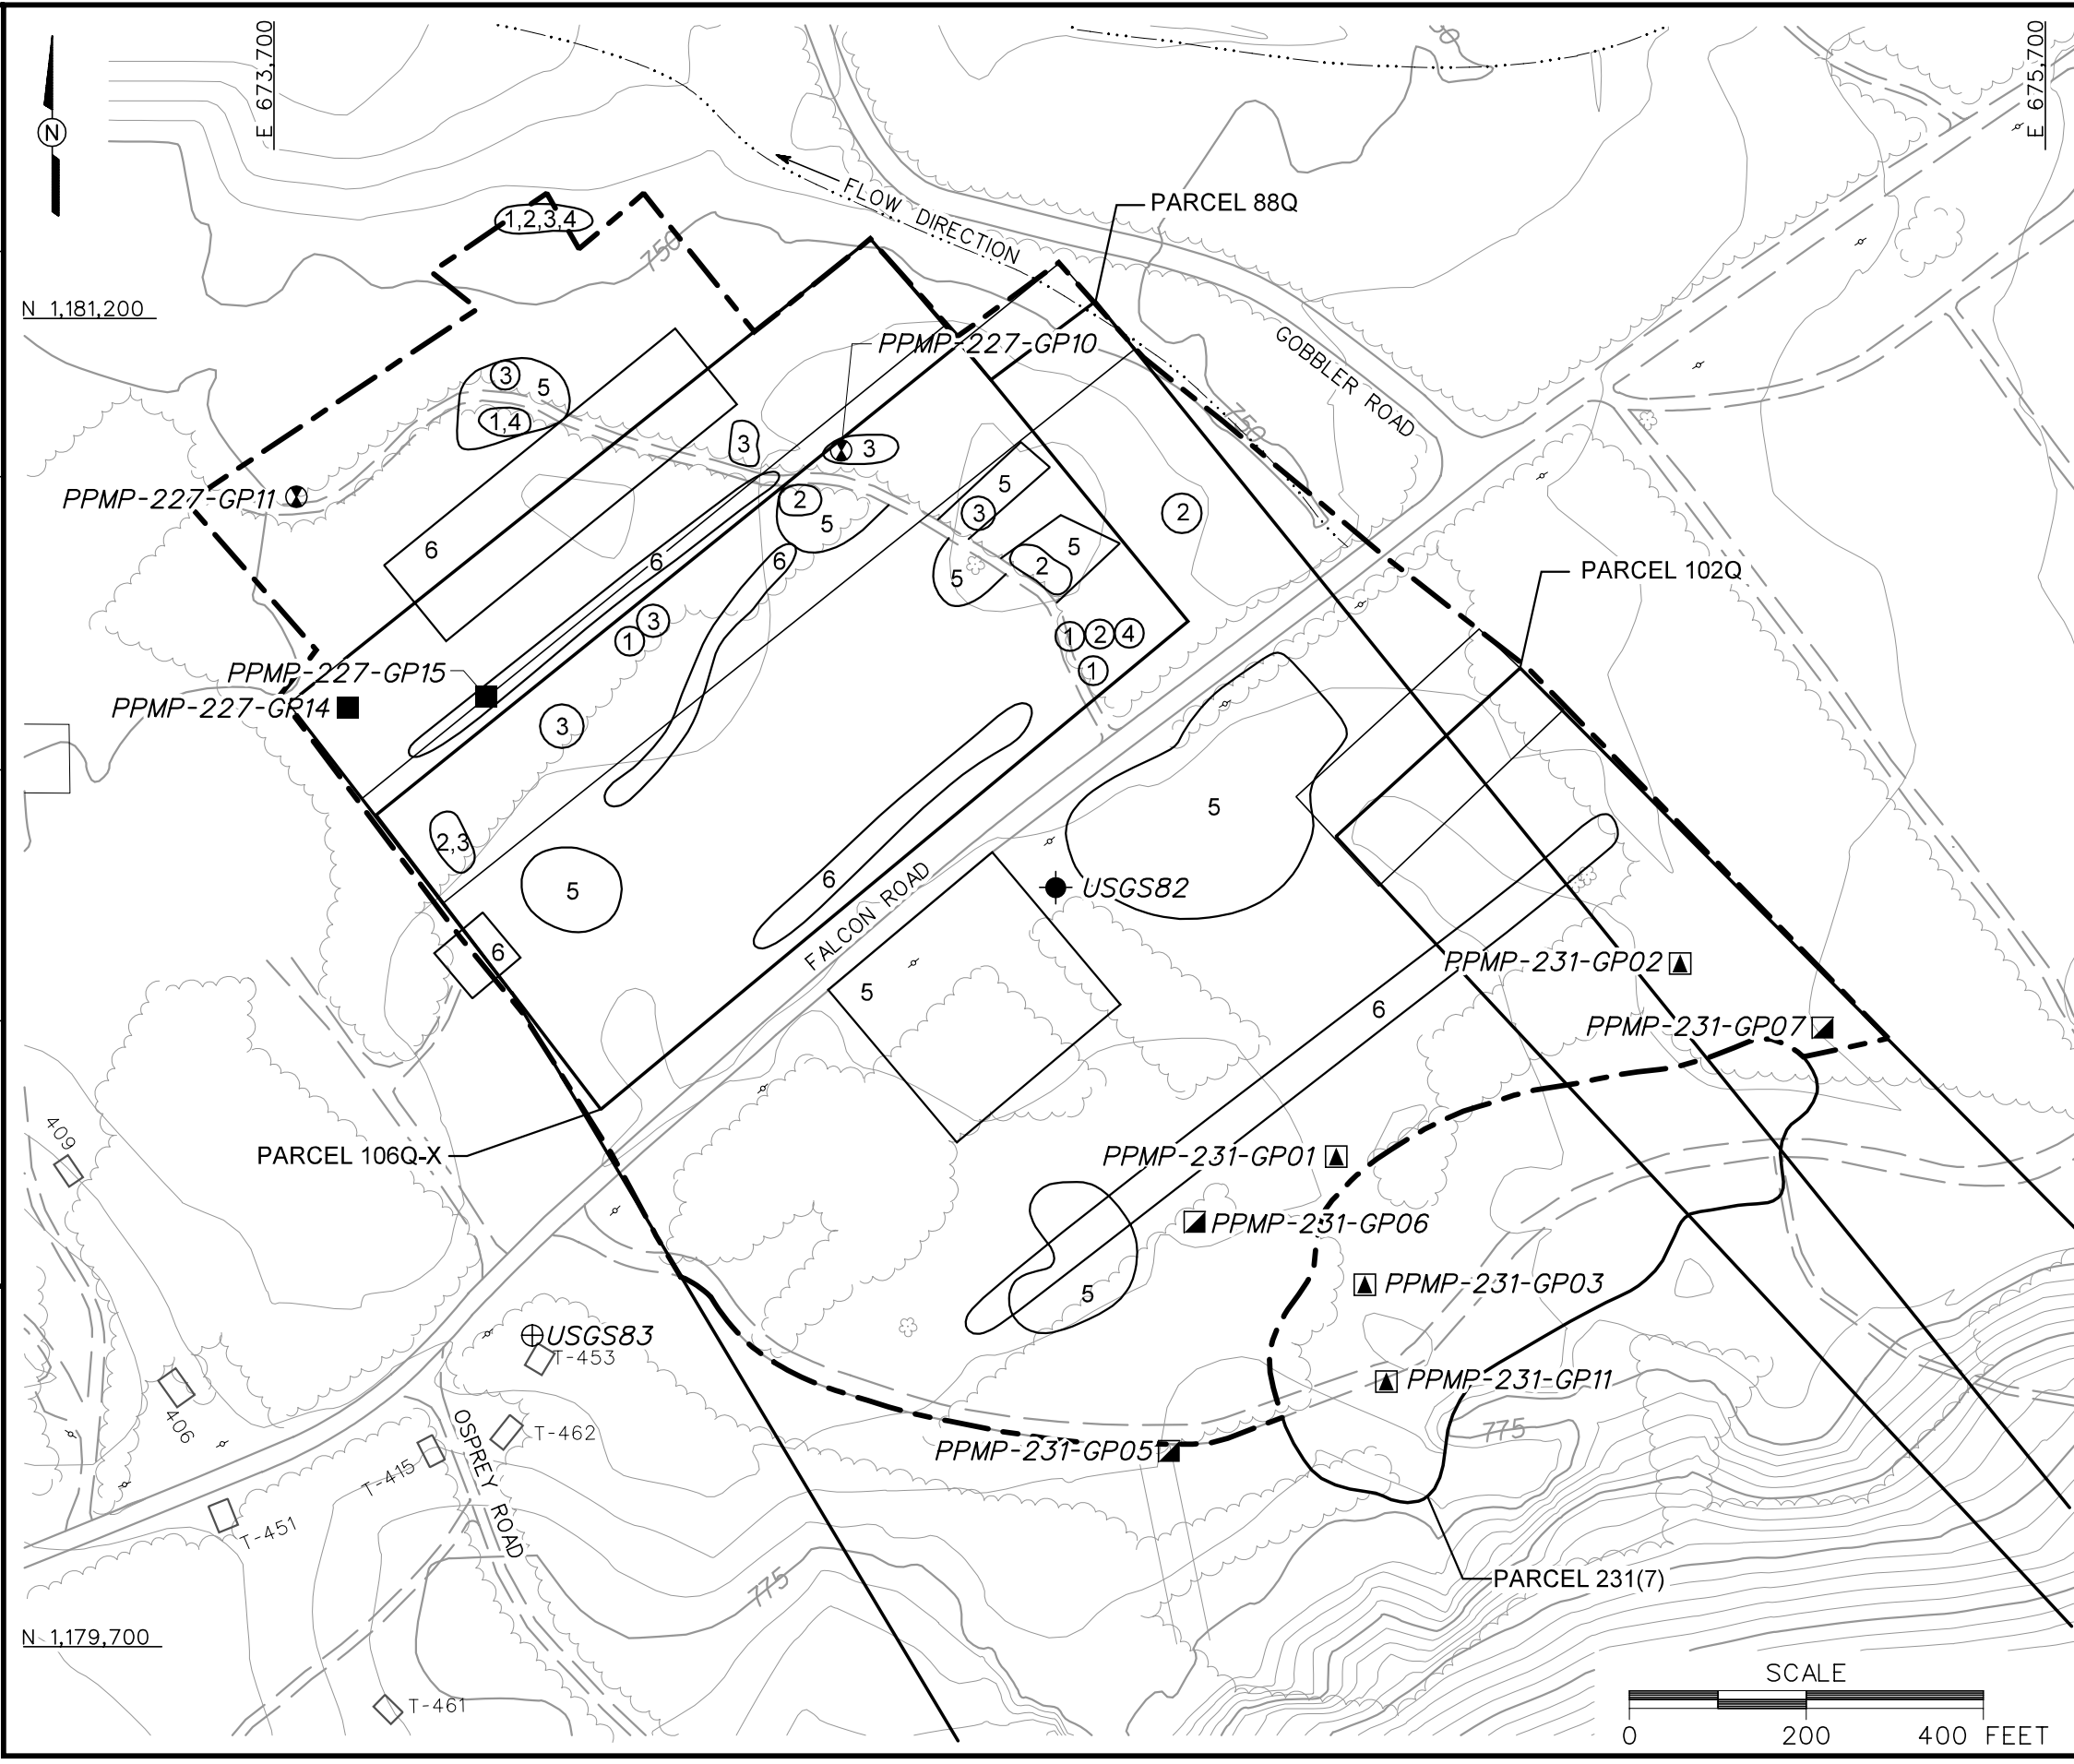 E 673,700
E 675,700
N
FLOW DIRECTION
PARCEL 88Q
1,2,3,4
750
N 1,181,200
GOBBLER ROAD
PPMP-227-GP10
3
5
1,4
3
3
750
PPMP-227-GP11
2
5
5
3
2
6
6
6
5
5
2
PARCEL 102Q
3
1
1
2
4
1
PPMP-227-GP15
PPMP-227-GP14
3
5
2,3
5
6
FALCON ROAD
USGS82
6
5
PPMP-231-GP02
6
PPMP-231-GP07
409
PARCEL 106Q-X
PPMP-231-GP01
PPMP-231-GP06
5
PPMP-231-GP03
USGS83
T-453
406
PPMP-231-GP11
OSPREY ROAD
T-462
775
PPMP-231-GP05
T-415
T-451
775
PARCEL 231(7)
N 1,179,700
T-461
SCALE
0 200 400 FEET